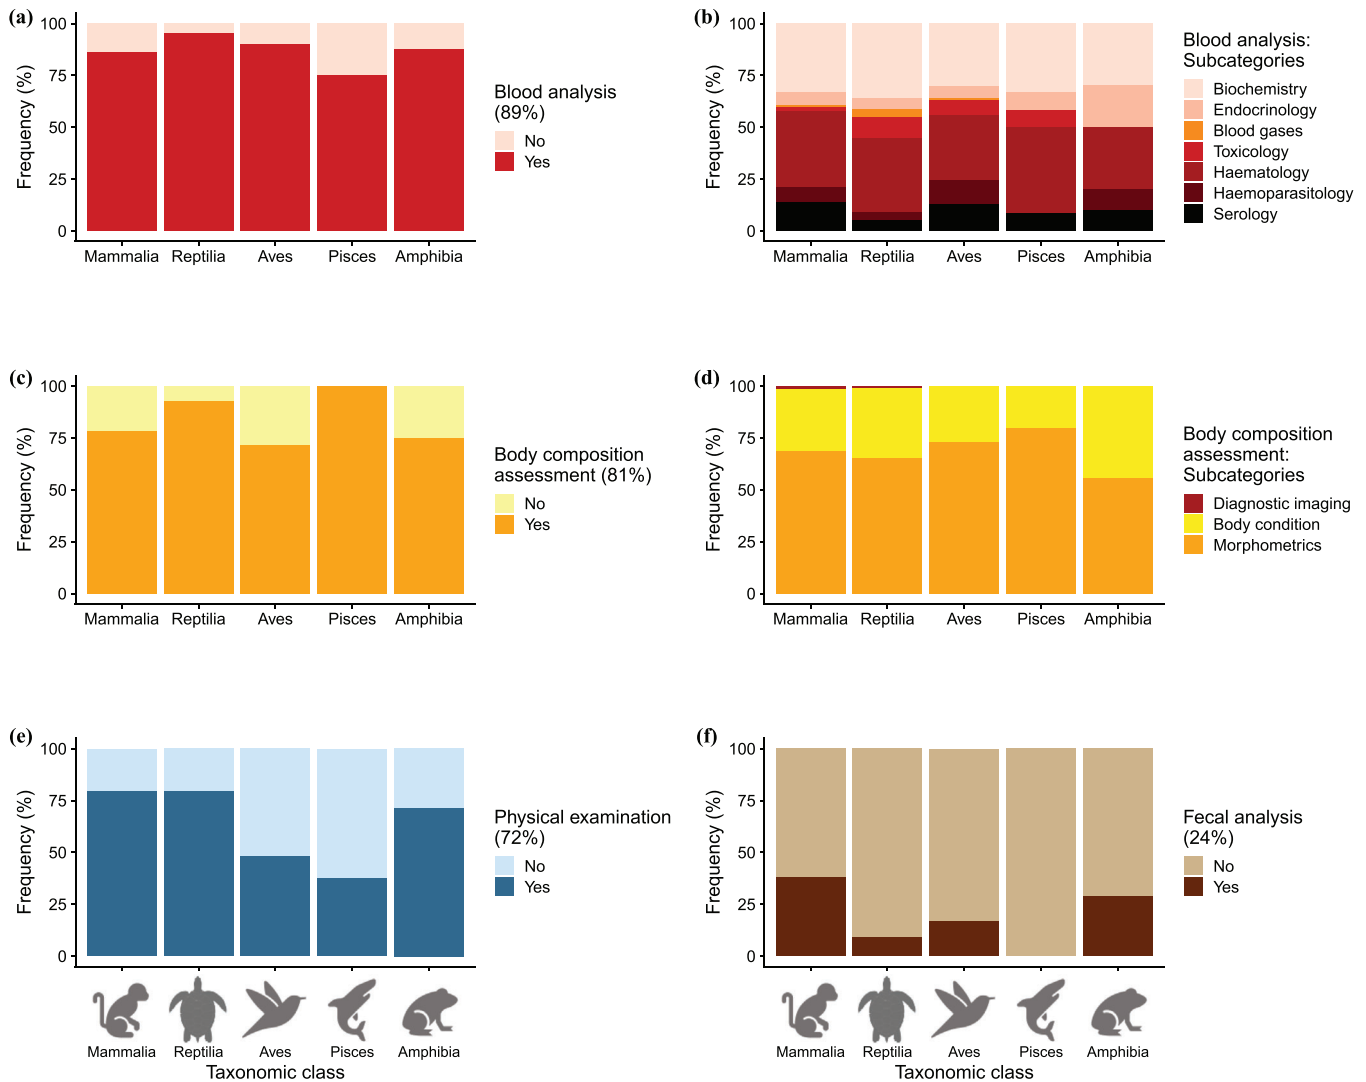 (a)
100
75
50
25
0
Frequency (%)
Mammalia Reptilia Aves Pisces Amphibia
Blood analysis
(89%)
No
Yes
(b)
100
75
50
25
0
Frequency (%)
Mammalia Reptilia Aves Pisces Amphibia
Blood analysis:
Subcategories
Biochemistry
Endocrinology
Blood gases
Toxicology
Haematology
Haemoparasitology
Serology
(c)
100
75
50
25
0
Frequency (%)
Mammalia Reptilia Aves Pisces Amphibia
Body composition
assessment (81%)
No
Yes
(d)
100
75
50
25
0
Frequency (%)
Mammalia Reptilia Aves Pisces Amphibia
Body composition
assessment:
Subcategories
Diagnostic imaging
Body condition
Morphometrics
(e)
100
75
50
25
0
Frequency (%)
Mammalia Reptilia Aves Pisces Amphibia
Taxonomic class
Physical examination
(72%)
No
Yes
(f)
100
75
50
25
0
Frequency (%)
Mammalia Reptilia Aves Pisces Amphibia
Taxonomic class
Fecal analysis
(24%)
No
Yes